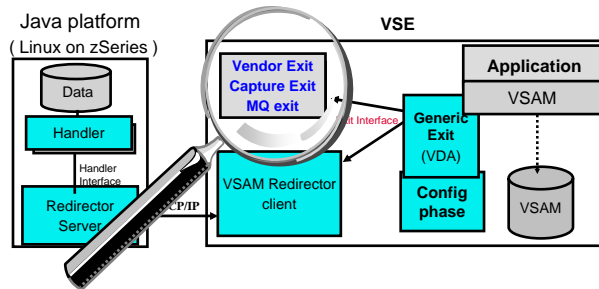 Java platform
( Linux on zSeries )
Data
Handler
Handler
Interface
Redirector
Server
CP/IP
VSE
Vendor Exit
Capture Exit
MQ exit
it Interface
VSAM Redirector
client
Generic
Exit
(VDA)
Config
phase
Application
VSAM
VSAM